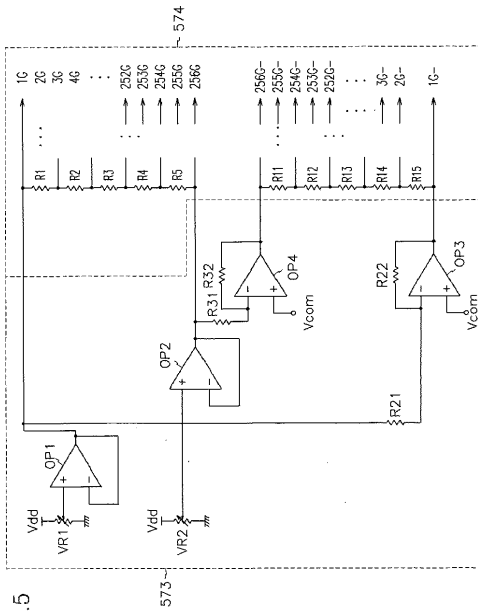 574
1G
2G
3G
4G
252G
253G
254G
255G
256G
256G-
255G-
254G-
253G-
252G-
3G-
2G-
1G-
R1
R2
R3
R4
R5
R11
R12
R13
R14
R15
R31
R32
OP4
Vcom
R22
OP3
Vcom
OP2
R21
OP1
Vdd
VR1
Vdd
VR2
573
.5